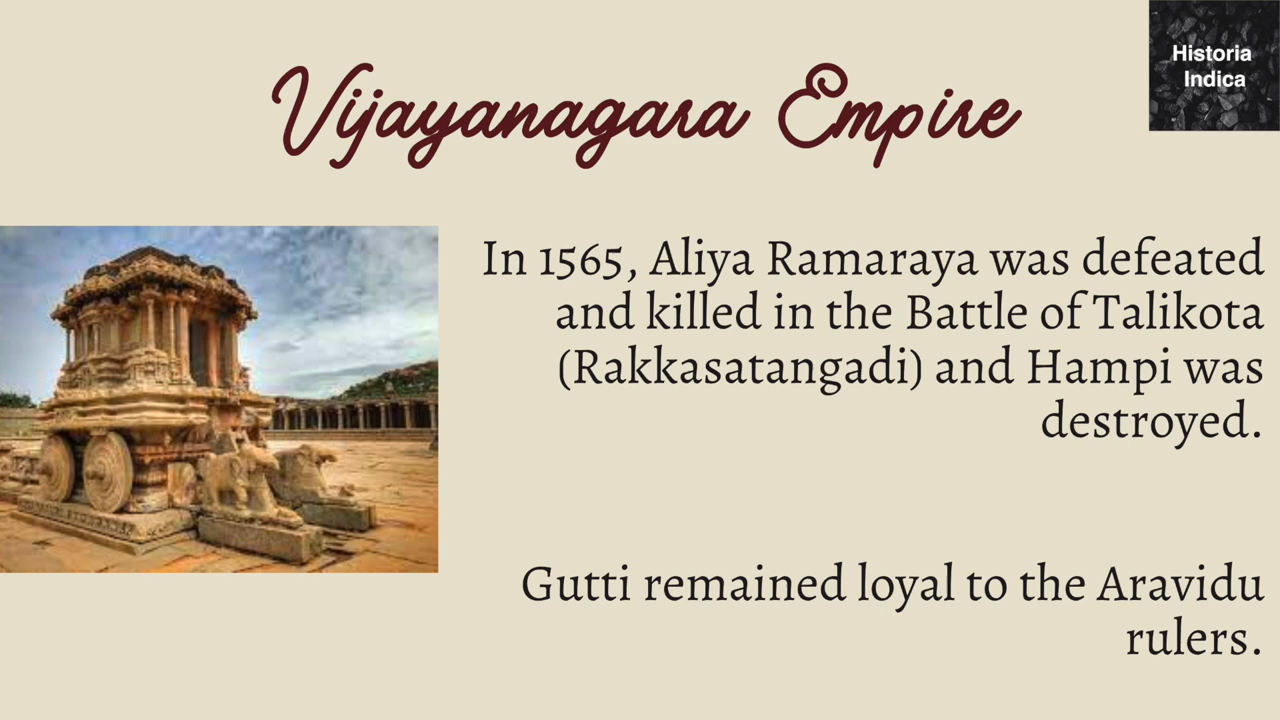 Historia
Indica
Vijayanagara Empire
In 1565, Aliya Ramaraya was defeated
and killed in the Battle of Talikota
(Rakkasatangadi) and Hampi was
destroyed.
Gutti remained loyal to the Aravidu
rulers.